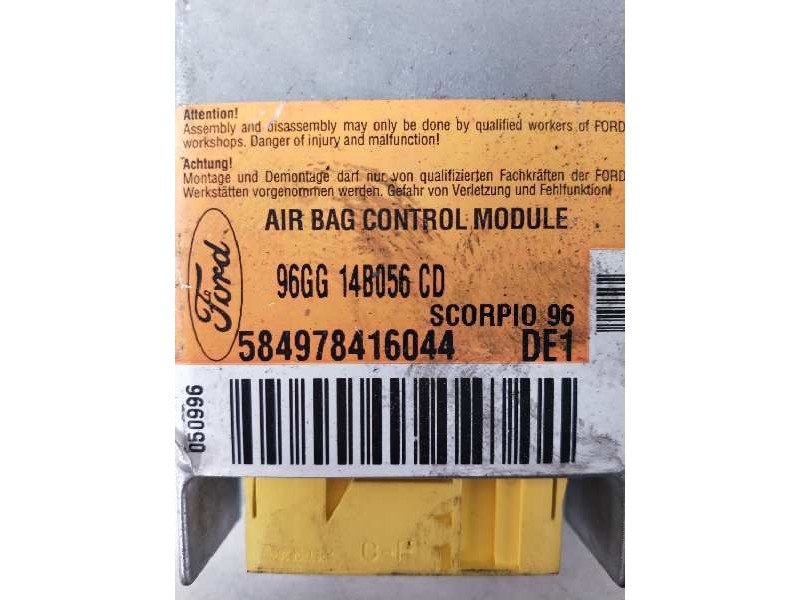 Attention!
Assembly and disassembly may only be done by qualified workers of FORD
workshops. Danger of injury and malfunction!
Achtung!
Montage und Demontage darf nur von qualifizierten Fachkräften der FORD
Werkstätten vorgenommen werden. Gefahr von Verletzung und Fehlfunktion!
Ford
AIR BAG CONTROL MODULE
96GG 14B056 CD
SCORPIO 96
584978416044 DE1
050996